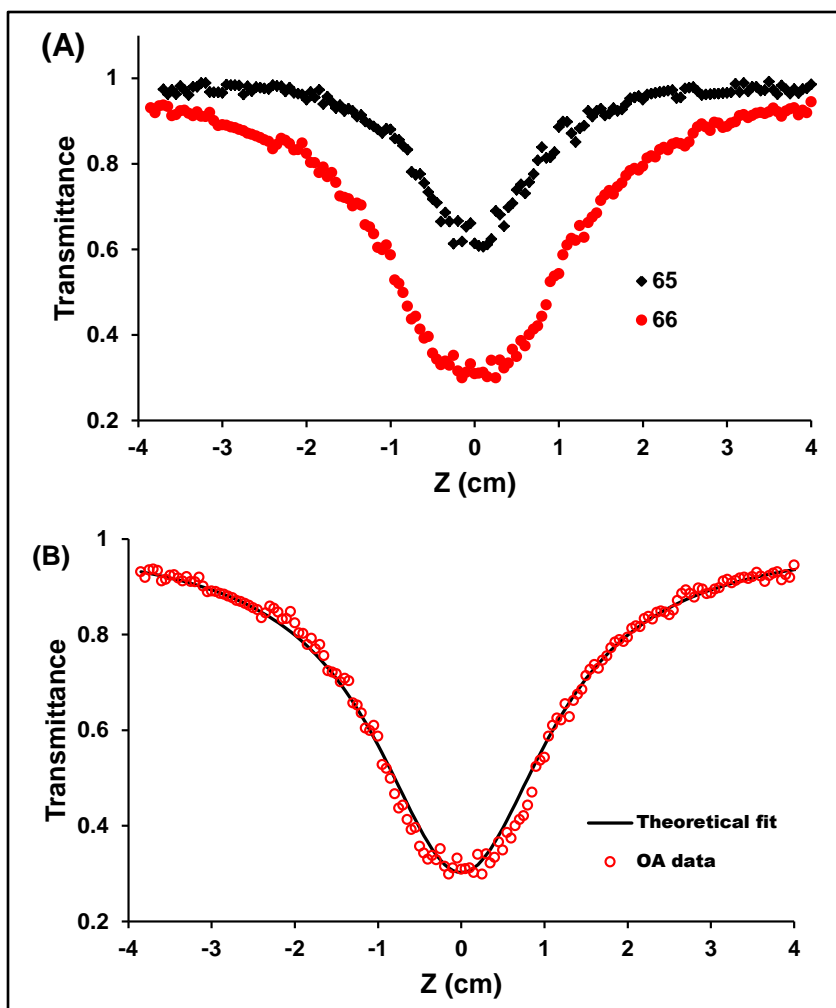 (A)
1
0.8
0.6
0.4
0.2
Transmittance
65
66
-4 -3 -2 -1 0 1 2 3 4
Z (cm)
(B)
1
0.8
0.6
0.4
0.2
Transmittance
Theoretical fit
OA data
-4 -3 -2 -1 0 1 2 3 4
Z (cm)